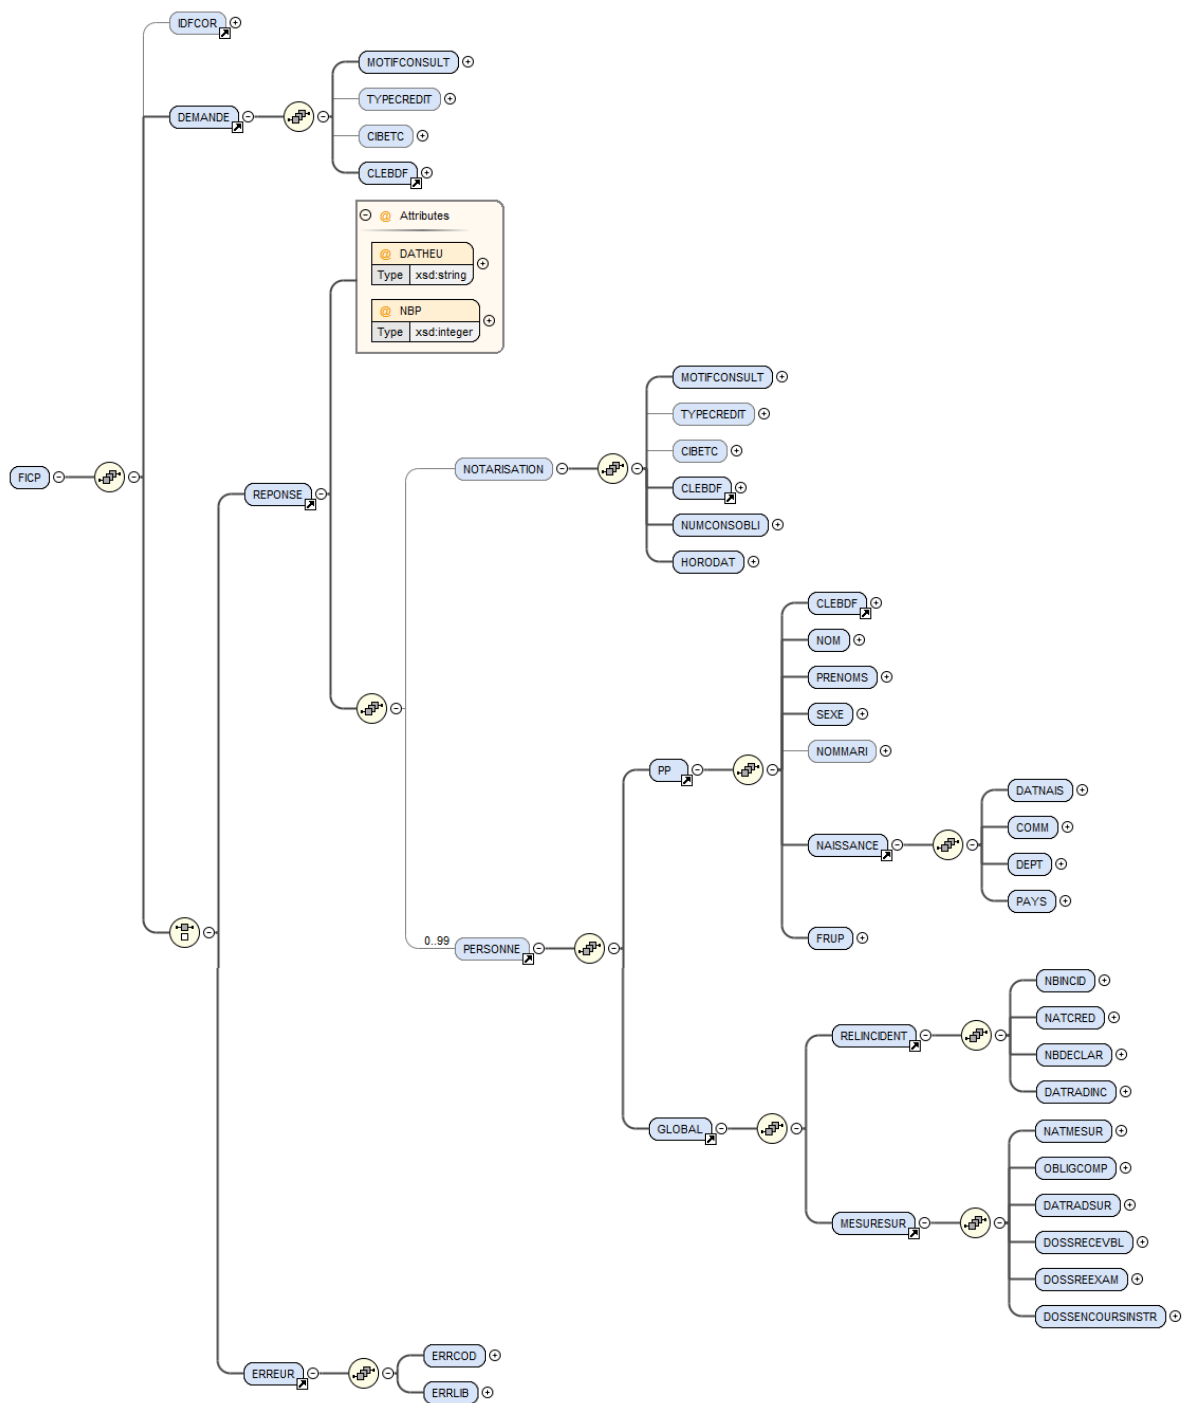 IDFCOR
MOTIFCONSULT
TYPECREDIT
DEMANDE
CIBETC
CLEBDF
@ Attributes
@ DATHEU
Type xsd:string
@ NBP
Type xsd:integer
MOTIFCONSULT
TYPECREDIT
CIBETC
NOTARISATION
FICP
CLEBDF
REPONSE
NUMCONSOBLI
HORODAT
CLEBDF
NOM
PRENOMS
SEXE
NOMMARI
PP
DATNAIS
COMM
NAISSANCE
DEPT
PAYS
FRUP
0..99
PERSONNE
NBINCID
NATCRED
RELINCIDENT
NBDECLAR
DATRADINC
GLOBAL
NATMESUR
OBLIGCOMP
DATRADSUR
MESURESUR
DOSSRECEVBL
DOSSREEXAM
DOSSENCOURSINSTR
ERRCOD
ERREUR
ERRLIB